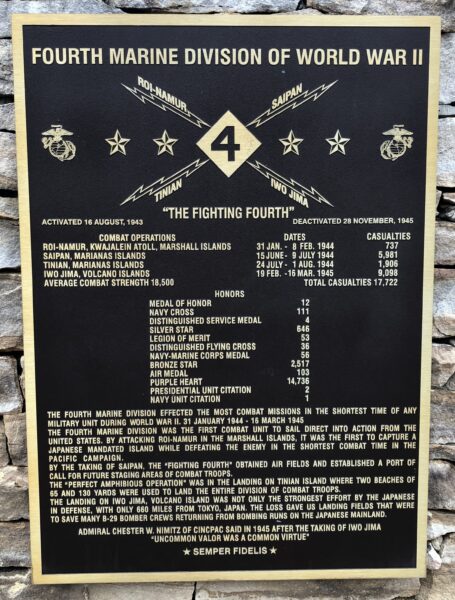 FOURTH MARINE DIVISION OF WORLD WAR II
ROI-NAMUR
SAIPAN
4
TINIAN
IWO JIMA
"THE FIGHTING FOURTH"
ACTIVATED 16 AUGUST, 1943 DEACTIVATED 28 NOVEMBER, 1945
COMBAT OPERATIONS DATES CASUALTIES
ROI-NAMUR, KWAJALEIN ATOLL, MARSHALL ISLANDS 31 JAN. - 8 FEB. 1944 737
SAIPAN, MARIANAS ISLANDS 15 JUNE- 9 JULY 1944 5,981
TINIAN, MARIANAS ISLANDS 24 JULY - 1 AUG. 1944 1,906
IWO JIMA, VOLCANO ISLANDS 19 FEB. -16 MAR. 1945 9,098
AVERAGE COMBAT STRENGTH 18,500 TOTAL CASUALTIES 17,722
HONORS
MEDAL OF HONOR 12
NAVY CROSS 111
DISTINGUISHED SERVICE MEDAL 4
SILVER STAR 646
LEGION OF MERIT 53
DISTINGUISHED FLYING CROSS 36
NAVY-MARINE CORPS MEDAL 56
BRONZE STAR 2,517
AIR MEDAL 103
PURPLE HEART 14,736
PRESIDENTIAL UNIT CITATION 2
NAVY UNIT CITATION 1
THE FOURTH MARINE DIVISION EFFECTED THE MOST COMBAT MISSIONS IN THE SHORTEST TIME OF ANY
MILITARY UNIT DURING WORLD WAR II. 31 JANUARY 1944 - 16 MARCH 1945
THE FOURTH MARINE DIVISION WAS THE FIRST COMBAT UNIT TO SAIL DIRECT INTO ACTION FROM THE
UNITED STATES. BY ATTACKING ROI-NAMUR IN THE MARSHALL ISLANDS, IT WAS THE FIRST TO CAPTURE A
JAPANESE MANDATED ISLAND WHILE DEFEATING THE ENEMY IN THE SHORTEST COMBAT TIME IN THE
PACIFIC CAMPAIGN.
BY THE TAKING OF SAIPAN, THE "FIGHTING FOURTH" OBTAINED AIR FIELDS AND ESTABLISHED A PORT OF
CALL FOR FUTURE STAGING AREAS OF COMBAT TROOPS.
THE "PERFECT AMPHIBIOUS OPERATION" WAS IN THE LANDING ON TINIAN ISLAND WHERE TWO BEACHES OF
65 AND 130 YARDS WERE USED TO LAND THE ENTIRE DIVISION OF COMBAT TROOPS.
THE LANDING ON IWO JIMA, VOLCANO ISLAND WAS NOT ONLY THE STRONGEST EFFORT BY THE JAPANESE
IN DEFENSE, WITH ONLY 660 MILES FROM TOKYO, JAPAN. THE LOSS GAVE US LANDING FIELDS THAT WERE
TO SAVE MANY B-29 BOMBER CREWS RETURNING FROM BOMBING RUNS ON THE JAPANESE MAINLAND.
ADMIRAL CHESTER W. NIMITZ OF CINCPAC SAID IN 1945 AFTER THE TAKING OF IWO JIMA
"UNCOMMON VALOR WAS A COMMON VIRTUE"
★ SEMPER FIDELIS ★